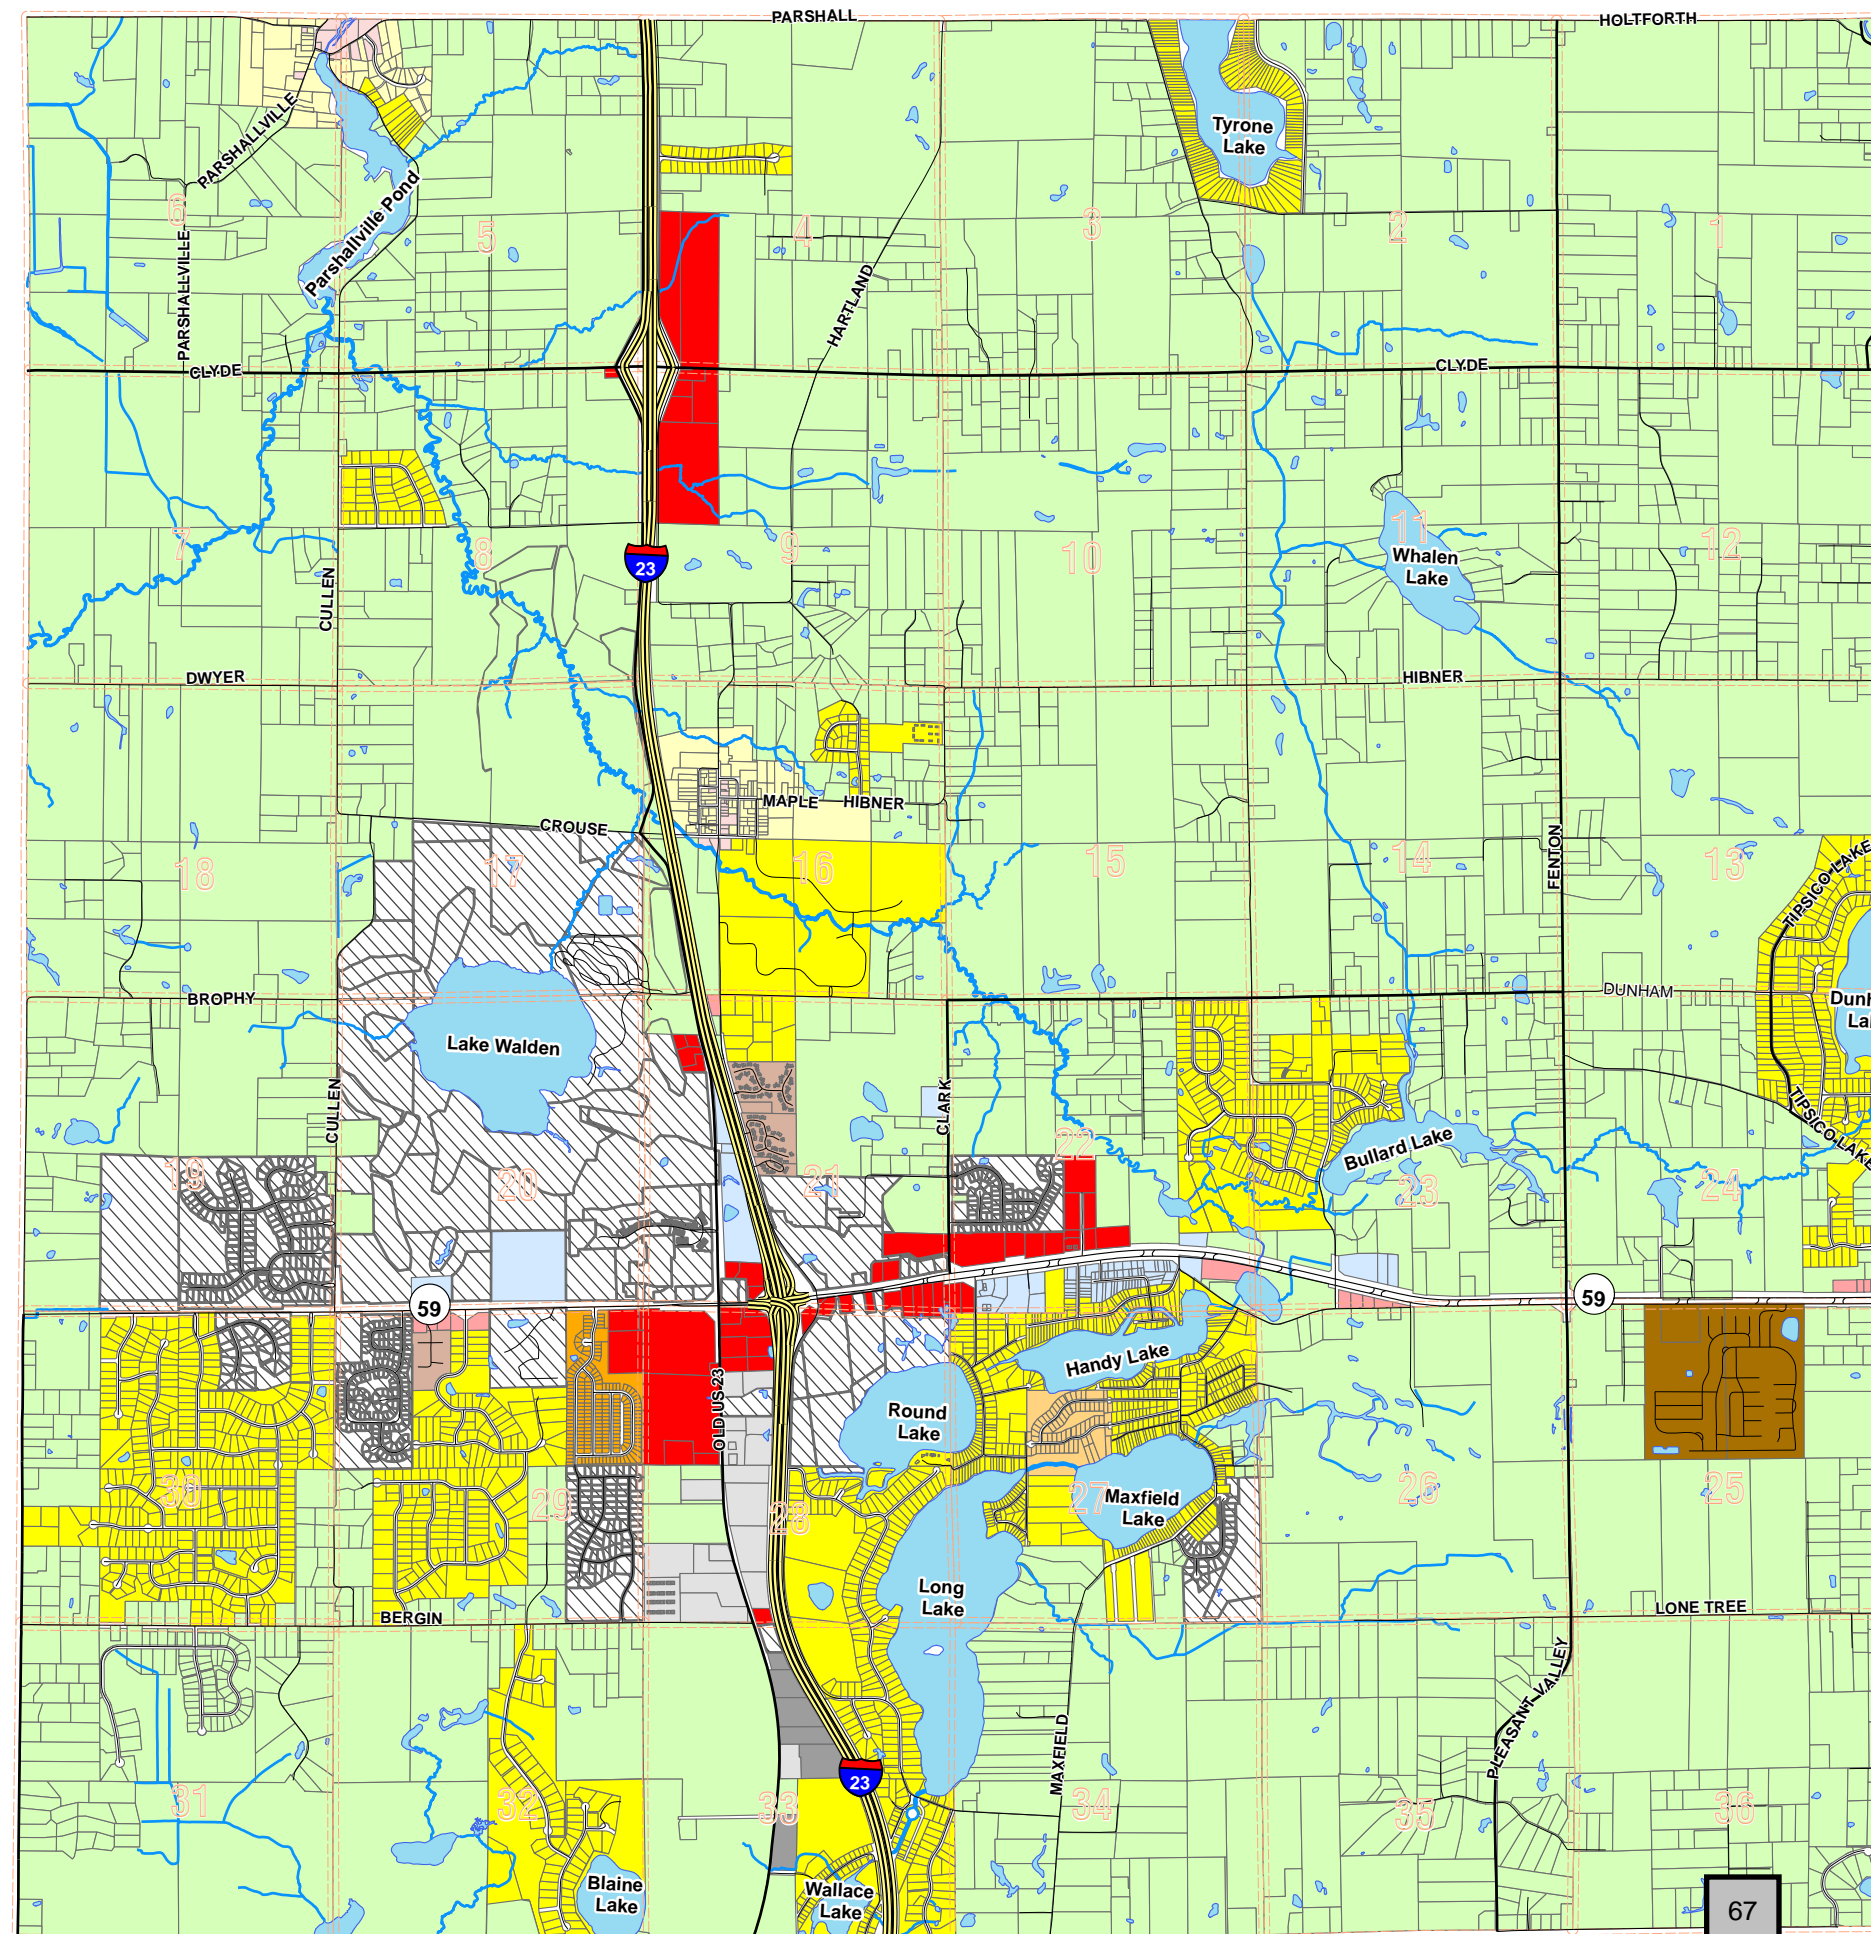 PARSHALL
HOLTFORTH
Tyrone
Lake
PARSHALLVILLE
Parshallville Pond
6
5
4
3
2
1
PARSHALLVILLE
HARTLAND
CLYDE
CLYDE
7
8
23
9
10
11
Whalen
Lake
12
CULLEN
DWYER
HIBNER
MAPLE
HIBNER
CROUSE
18
17
16
15
14
FENTON
13
TIPSICO LAKE
BROPHY
DUNHAM
Dunh
La
Lake Walden
CULLEN
CLARK
TIPSICO LAKE
Bullard Lake
19
20
21
22
23
24
59
59
Handy Lake
OLD US 23
Round
Lake
30
29
28
27
26
25
Maxfield
Lake
Long
Lake
BERGIN
LONE TREE
PLEASANT VALLEY
MAXFIELD
23
31
32
33
34
35
36
Blaine
Lake
Wallace
Lake
67